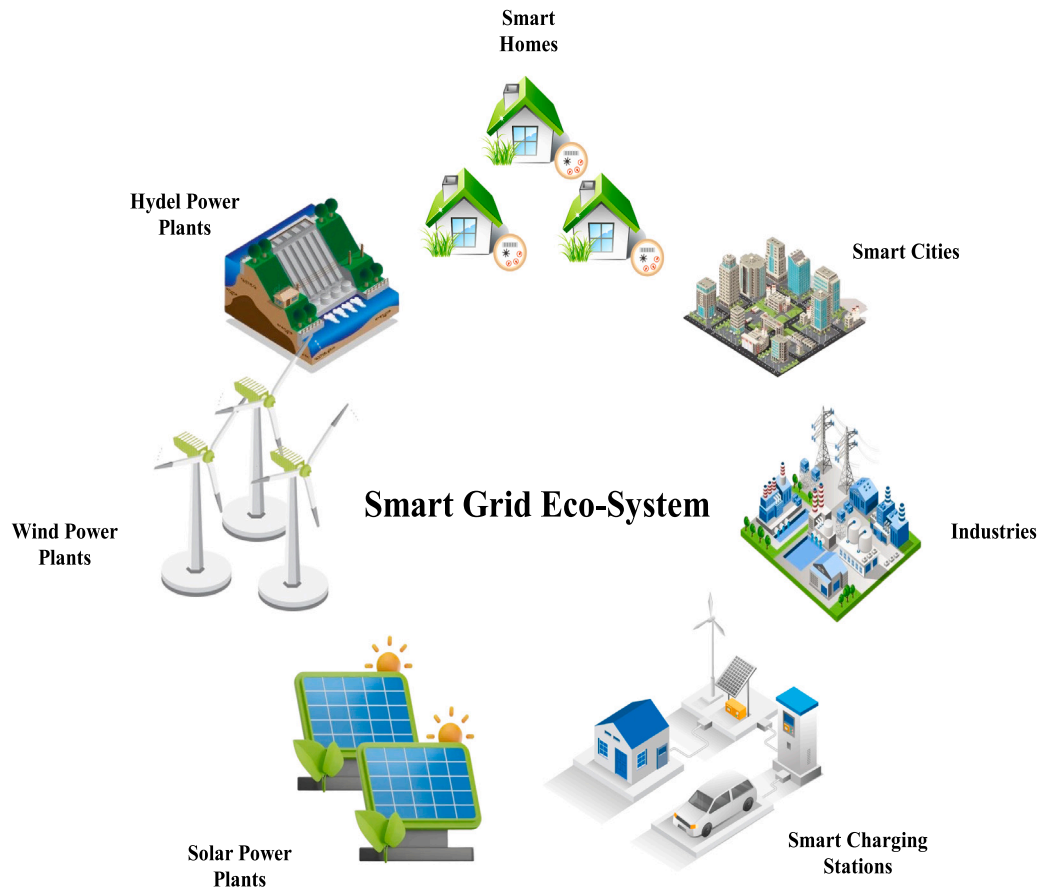 Smart
Homes
Hydel Power
Plants
Smart Cities
Smart Grid Eco-System
Wind Power
Plants
Industries
Solar Power
Plants
Smart Charging
Stations